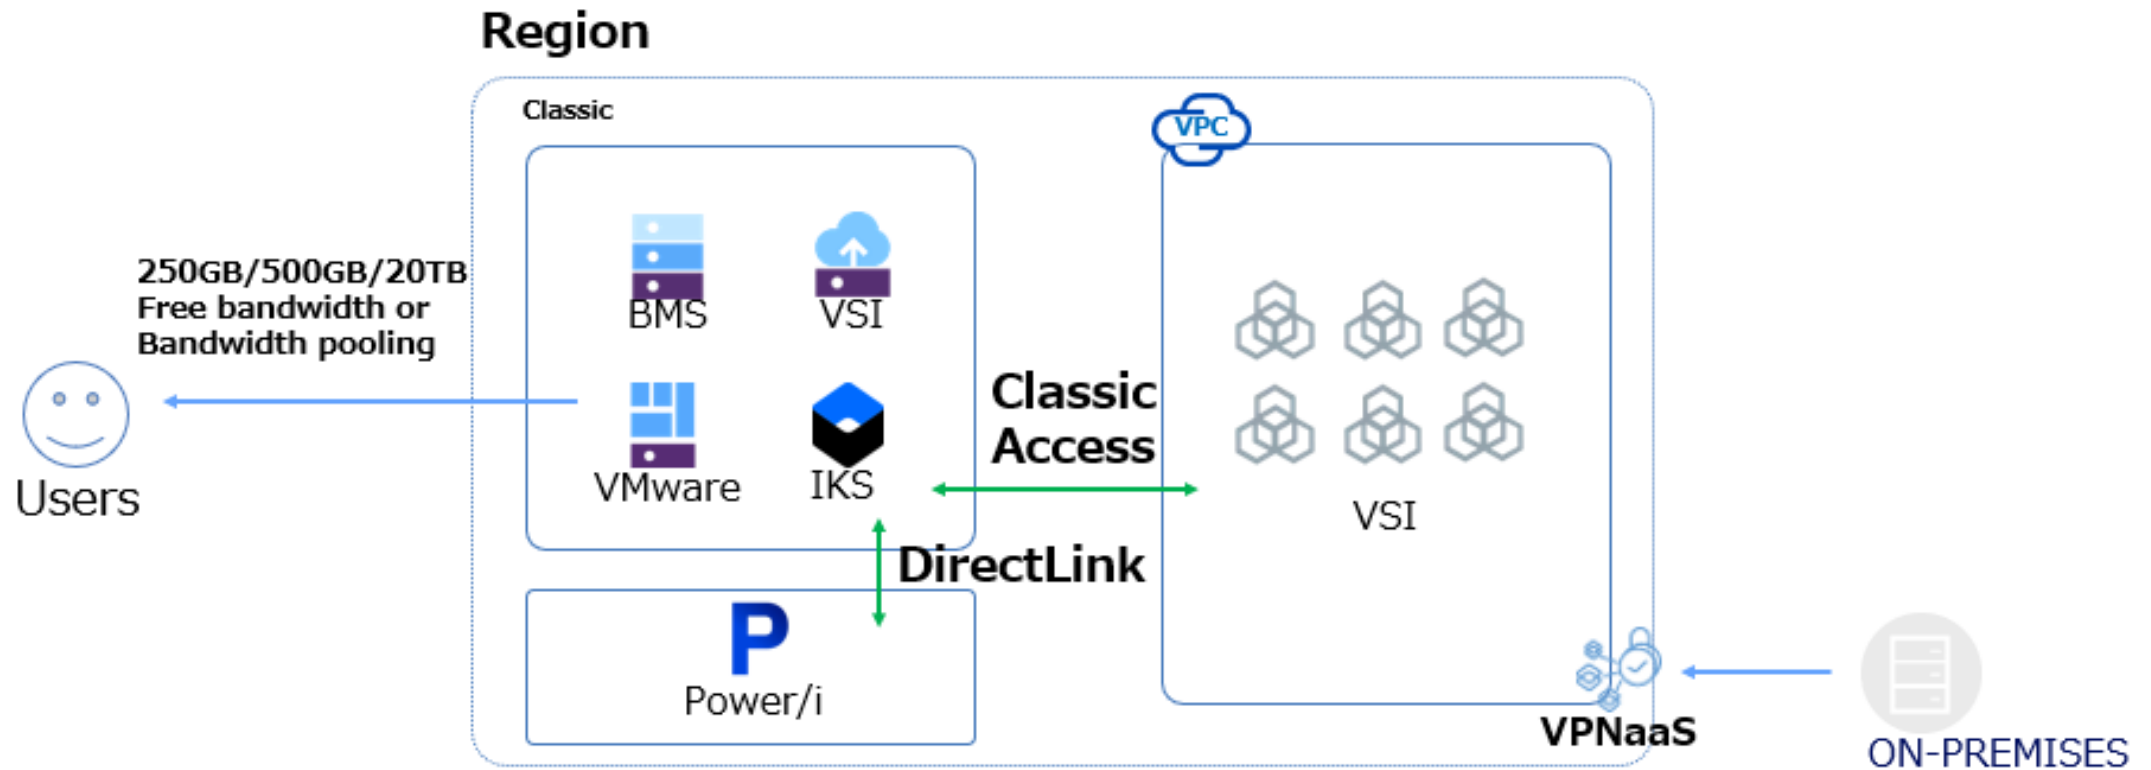 Region
Classic
VPC
250GB/500GB/20TB
Free bandwidth or
Bandwidth pooling
BMS
VSI
Classic
Access
VMware
IKS
VSI
Users
DirectLink
P
Power/i
VPNaaS
ON-PREMISES